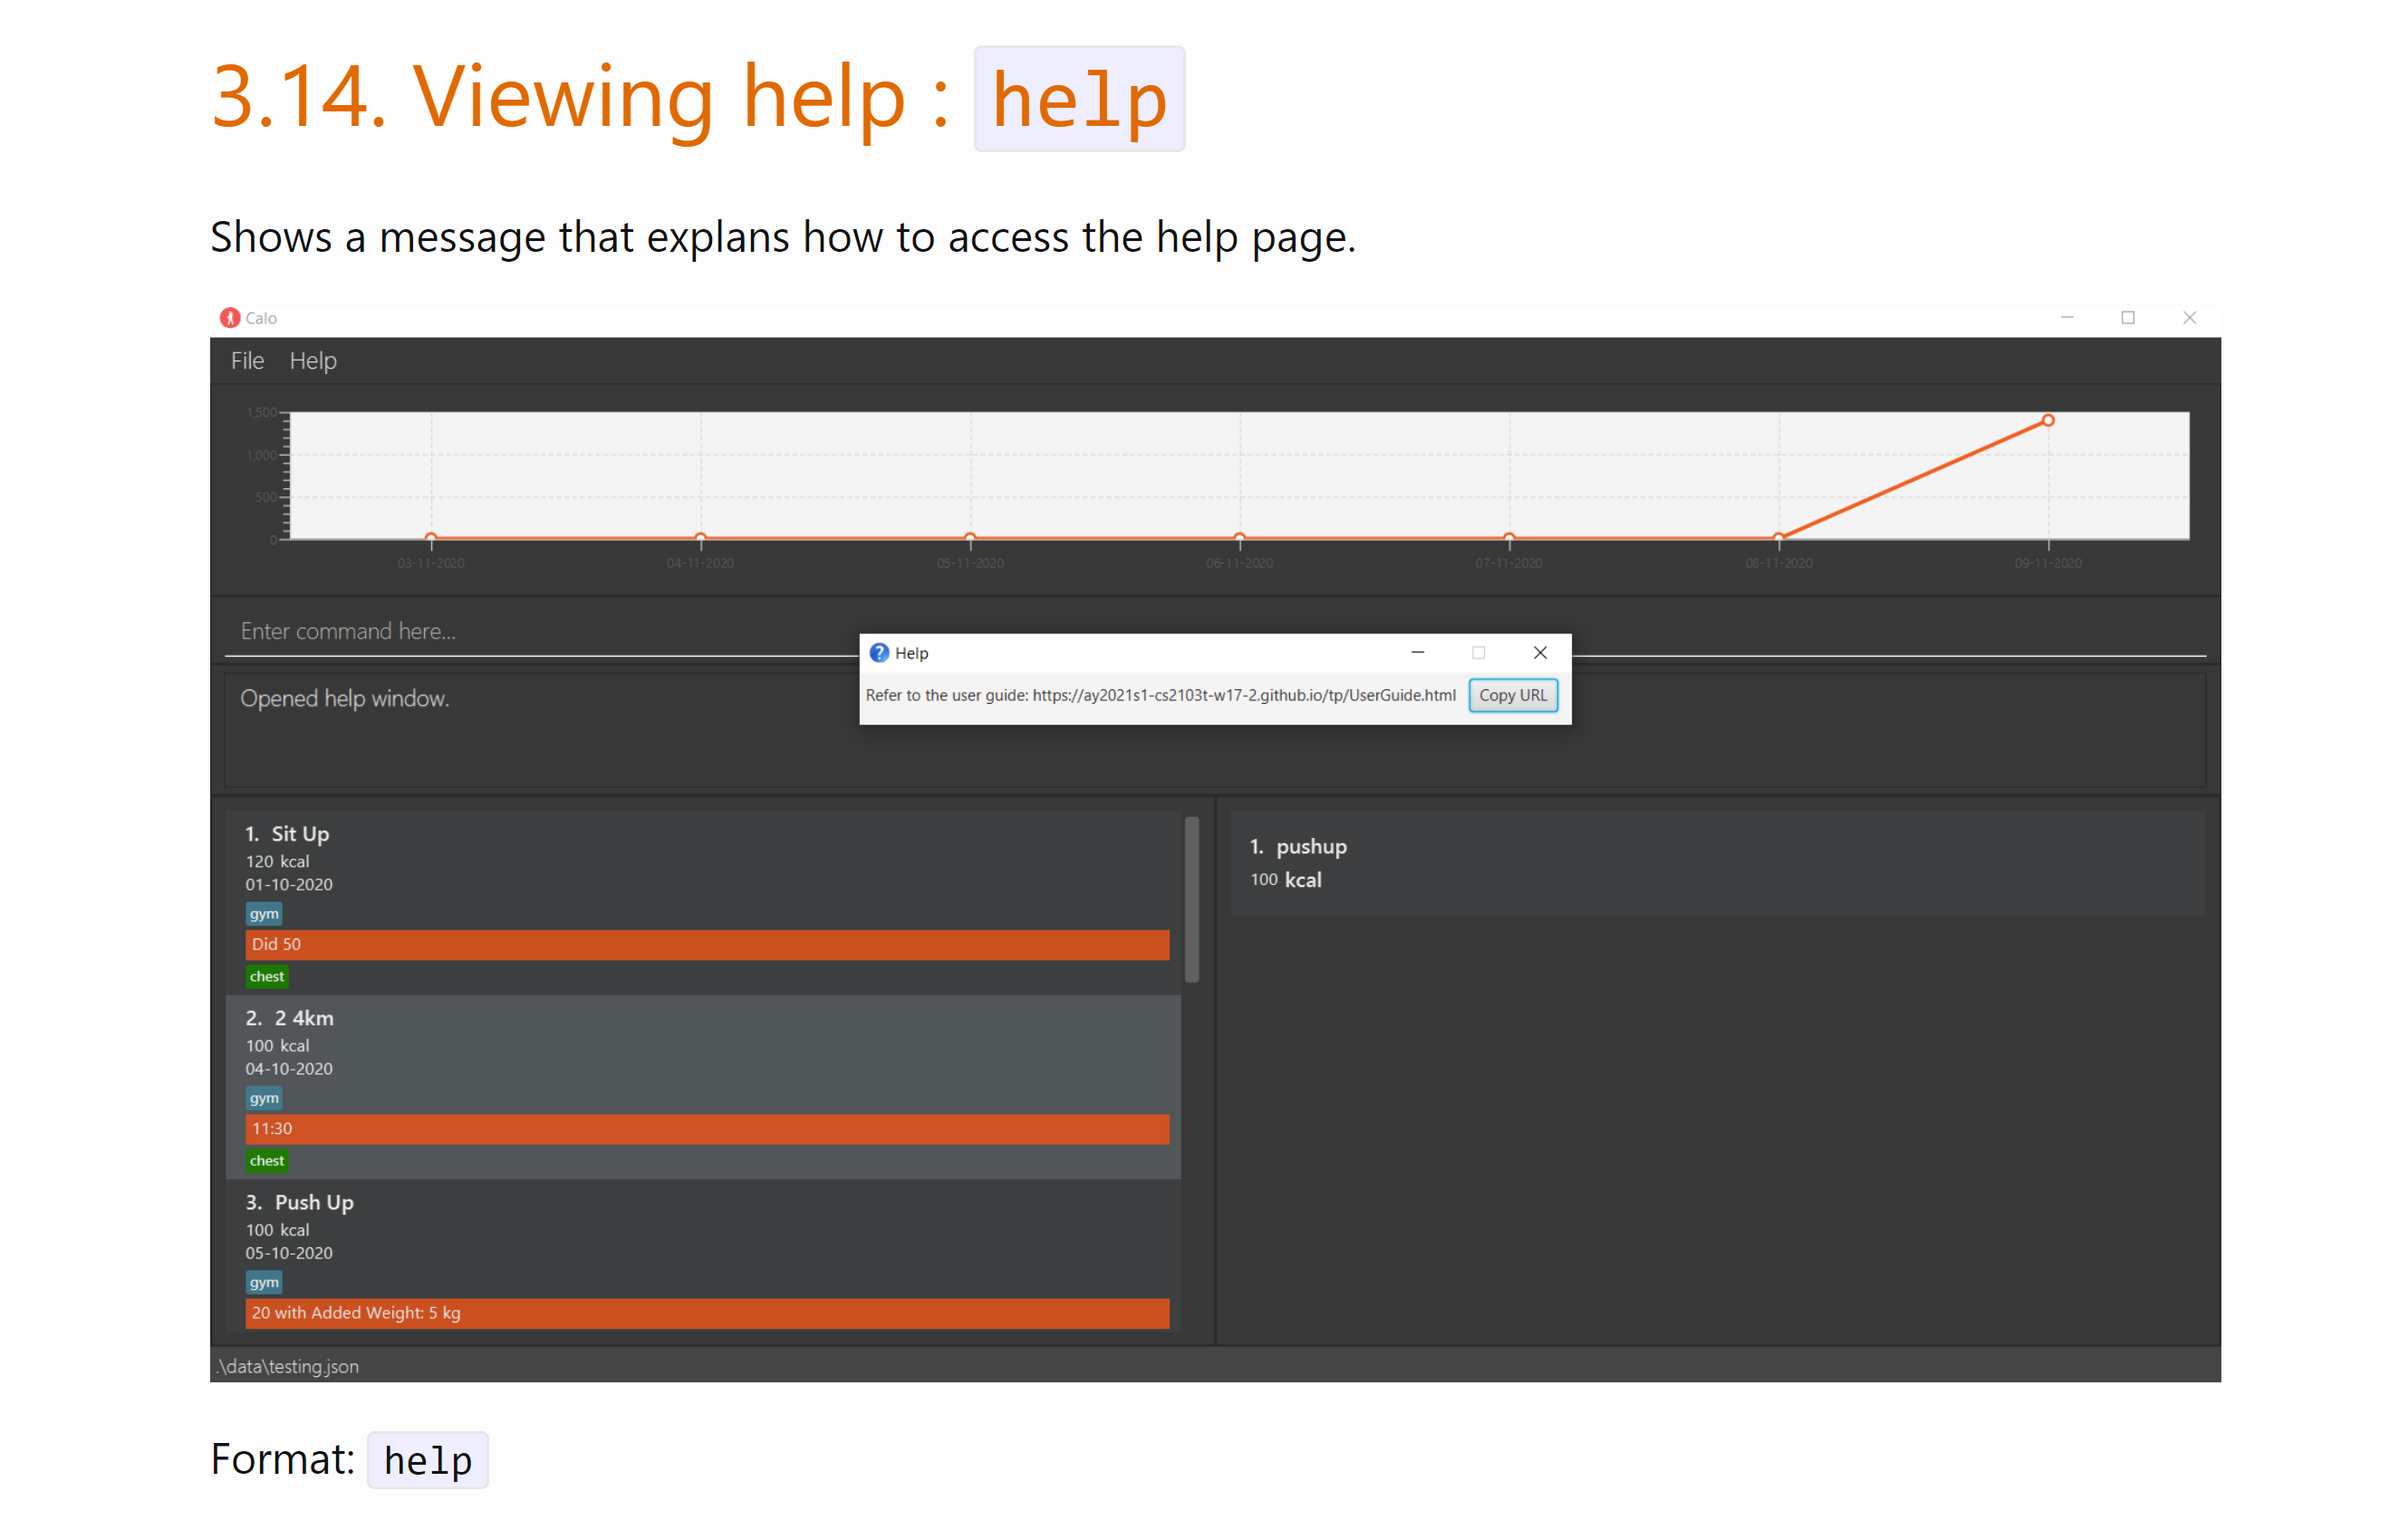 3.14. Viewing help : help
Shows a message that explans how to access the help page.
Calo
File Help
1,500
1,000
500
0
03-11-2020 04-11-2020 05-11-2020 06-11-2020 07-11-2020 08-11-2020 09-11-2020
Enter command here...
Help
Refer to the user guide: https://ay2021s1-cs2103t-w17-2.github.io/tp/UserGuide.html Copy URL
Opened help window.
1. Sit Up
120 kcal
01-10-2020
gym
Did 50
chest
2. 2 4km
100 kcal
04-10-2020
gym
11:30
chest
3. Push Up
100 kcal
05-10-2020
gym
20 with Added Weight: 5 kg
1. pushup
100 kcal
.\data\testing.json
Format: help